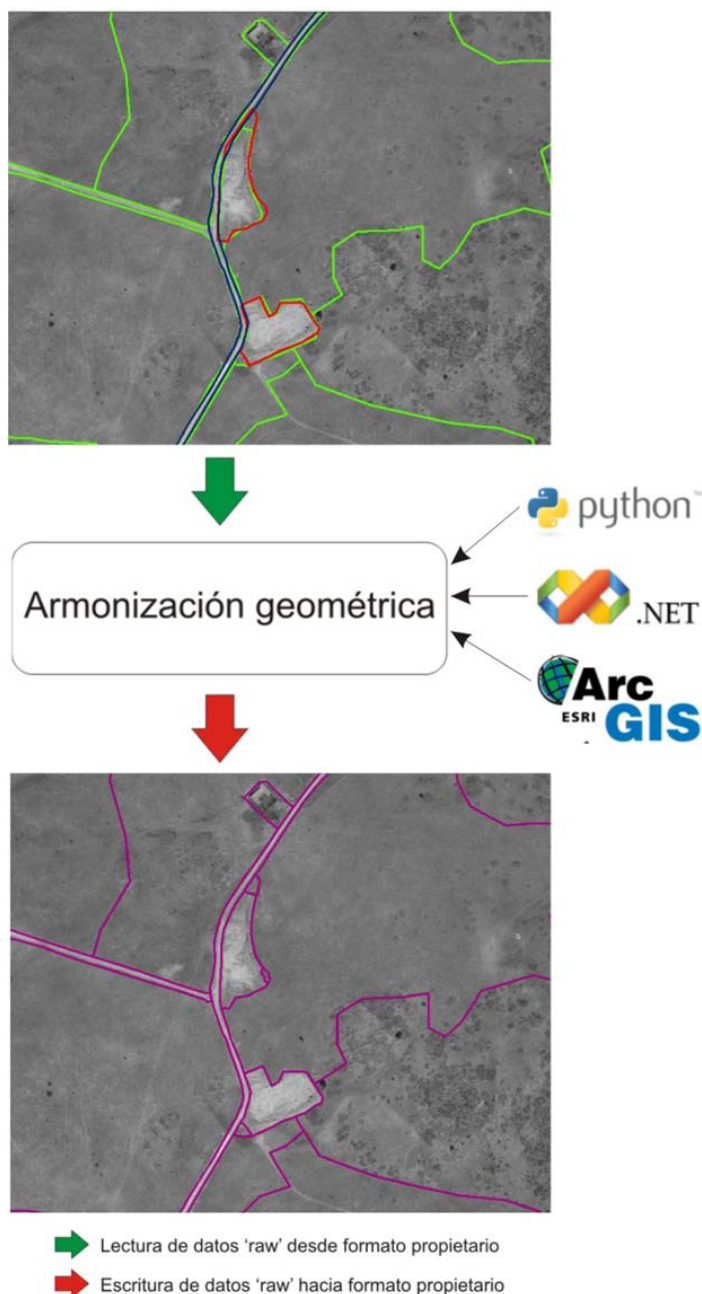 python™
Armonización geométrica
.NET
Arc
ESRI
GIS
Lectura de datos ‘raw’ desde formato propietario
Escritura de datos ‘raw’ hacia formato propietario